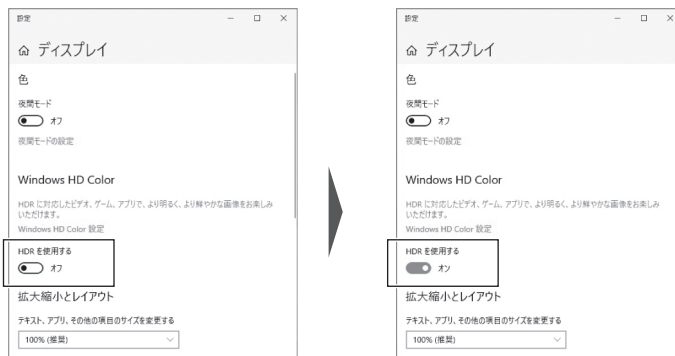 設定
ディスプレイ
色
夜間モード
オフ
夜間モードの設定
Windows HD Color
HDR に対応したビデオ、ゲーム、アプリで、より明るく、より鮮やかな画像をお楽しみ
いただけます。
Windows HD Color 設定
HDR を使用する
オフ
拡大縮小とレイアウト
テキスト、アプリ、その他の項目のサイズを変更する
100% (推奨)
設定
ディスプレイ
色
夜間モード
オフ
夜間モードの設定
Windows HD Color
HDR に対応したビデオ、ゲーム、アプリで、より明るく、より鮮やかな画像をお楽しみ
いただけます。
Windows HD Color 設定
HDR を使用する
オン
拡大縮小とレイアウト
テキスト、アプリ、その他の項目のサイズを変更する
100% (推奨)